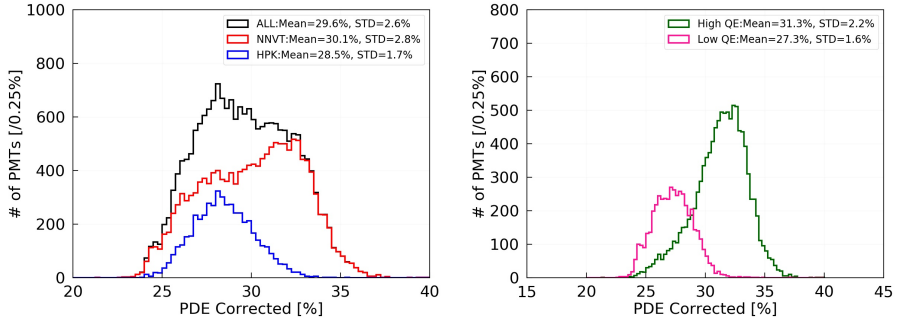 1000
800
600
400
200
0
# of PMTs [/0.25%]
ALL:Mean=29.6%, STD=2.6%
NNVT:Mean=30.1%, STD=2.8%
HPK:Mean=28.5%, STD=1.7%
20 25 30 35 40
PDE Corrected [%]
800
700
600
500
400
300
200
100
0
# of PMTs [/0.25%]
High QE:Mean=31.3%, STD=2.2%
Low QE:Mean=27.3%, STD=1.6%
15 20 25 30 35 40 45
PDE Corrected [%]